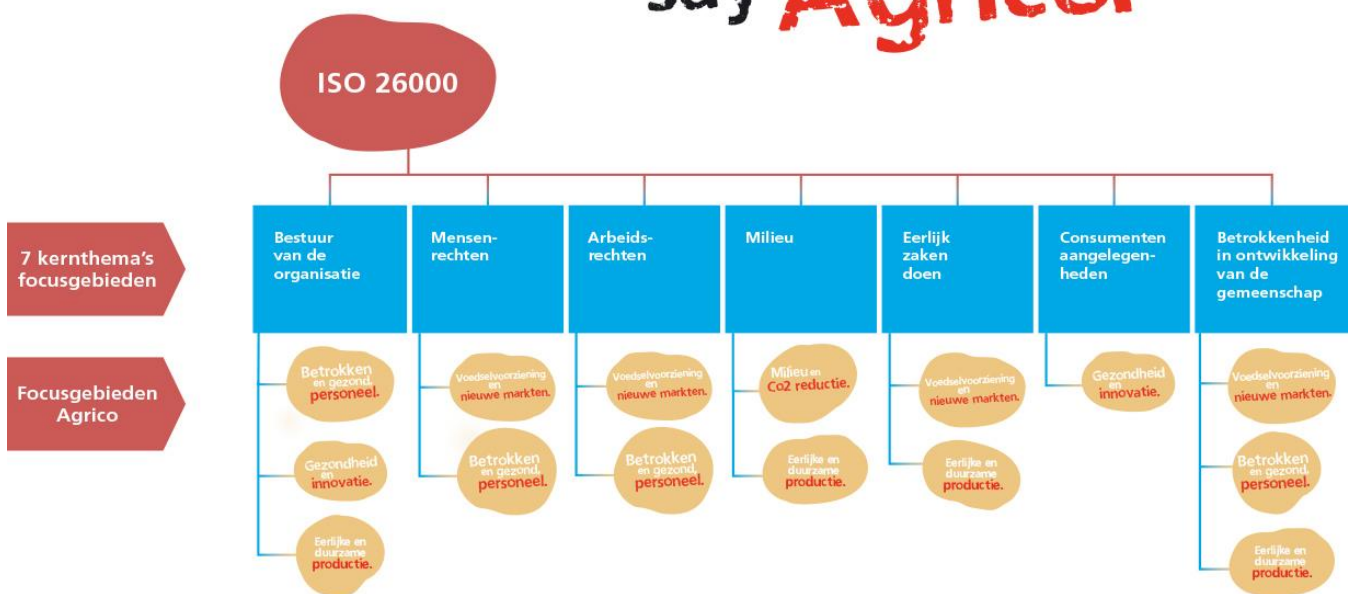 say Agrico!
ISO 26000
7 kernthema's
focusgebieden
Bestuur
van de
organisatie
Mensen-
rechten
Arbeids-
rechten
Milieu
Eerlijk
zaken
doen
Consumenten
aangelegen-
heden
Betrokkenheid
in ontwikkeling
van de
gemeenschap
Focusgebieden
Agrico
Betrokken
en gezond,
personeel.
Gezondheid
en
innovatie.
Eerlijke en
duurzame
productie.
Voedselvoorziening
en
nieuwe markten.
Betrokken
en gezond,
personeel.
Voedselvoorziening
en
nieuwe markten.
Betrokken
en gezond,
personeel.
Milieu en
Co2 reductie.
Eerlijke en
duurzame
productie.
Voedselvoorziening
en
nieuwe markten.
Eerlijke en
duurzame
productie.
Gezondheid
en
innovatie.
Voedselvoorziening
en
nieuwe markten.
Betrokken
en gezond,
personeel.
Eerlijke en
duurzame
productie.